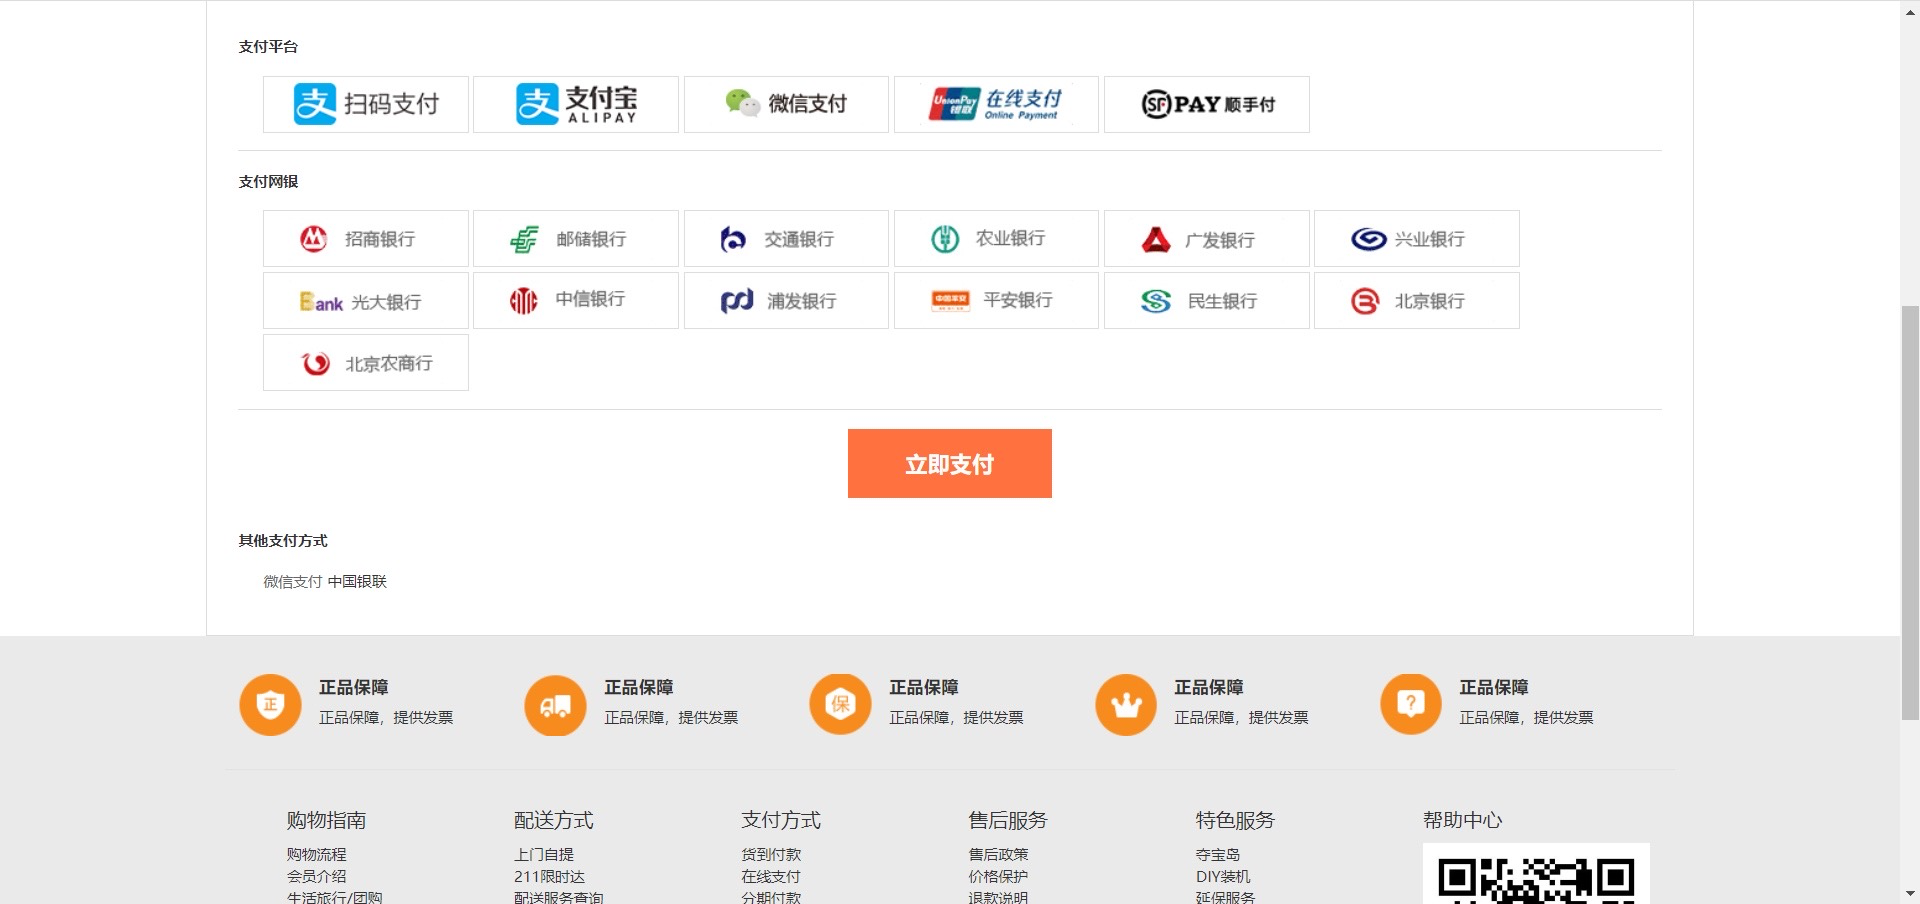 支付平台
支 扫码支付
支 支付宝 ALIPAY
微信支付
UnionPay 银联 在线支付 Online Payment
SF PAY 顺手付
支付网银
招商银行
邮储银行
交通银行
农业银行
广发银行
兴业银行
Bank 光大银行
中信银行
浦发银行
中国平安 平安银行
民生银行
北京银行
北京农商行
立即支付
其他支付方式
微信支付 中国银联
正 正品保障
正品保障，提供发票
正品保障
正品保障，提供发票
保 正品保障
正品保障，提供发票
正品保障
正品保障，提供发票
? 正品保障
正品保障，提供发票
购物指南
购物流程
会员介绍
生活旅行/团购
配送方式
上门自提
211限时达
配送服务查询
支付方式
货到付款
在线支付
分期付款
售后服务
售后政策
价格保护
退款说明
特色服务
夺宝岛
DIY装机
延保服务
帮助中心